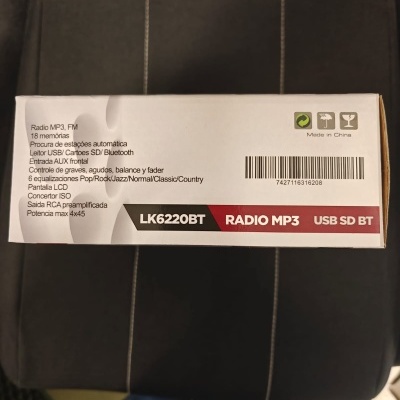 Radio MP3, FM
18 memórias
Procura de estações automática
Leitor USB/ Cartoes SD/ Bluetooth
Entrada AUX frontal
Controle de graves, agudos, balance y fader
6 equalizaciones Pop/Rock/Jazz/Normal/Classic/Country
Pantalla LCD
Concertor ISO
Saida RCA preamplificada
Potencia max 4x45
Made in China
7427116316208
LK6220BT
RADIO MP3
USB SD BT